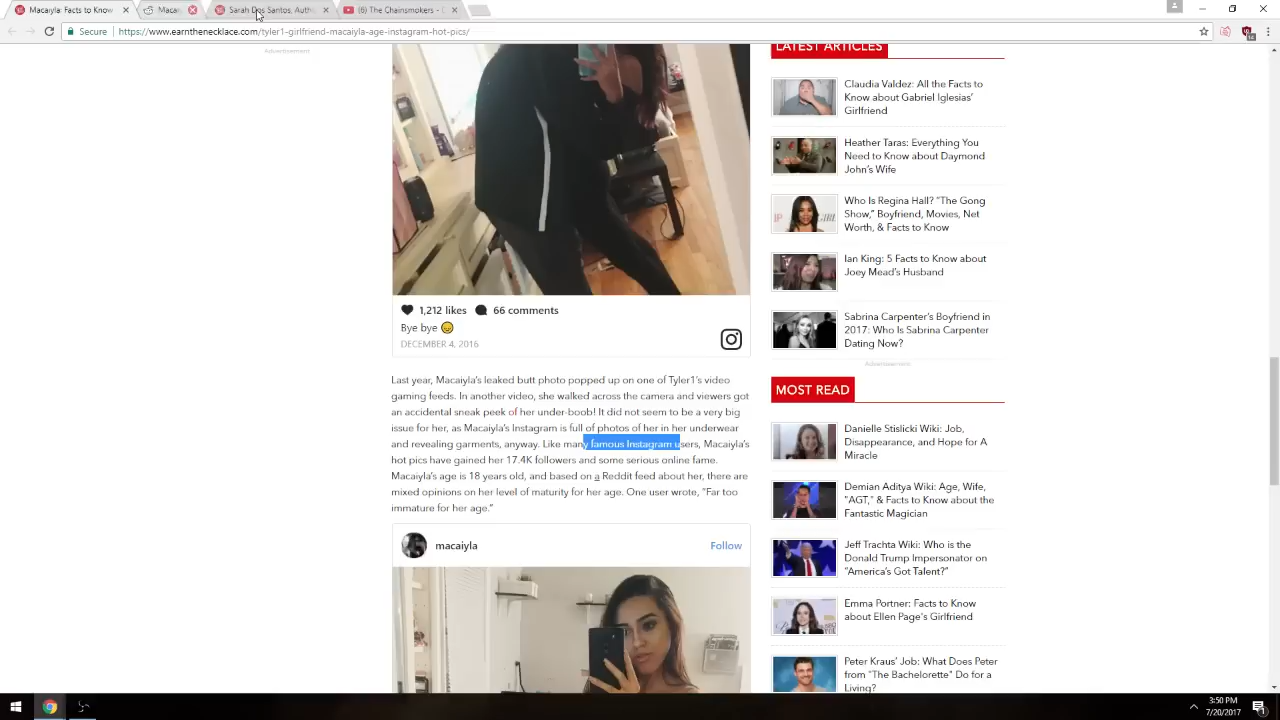 Macaiyla: Facts to Know
Macai
Sarah Dos Santos, Auth
(6) The Chainsmokers - [
Secure
https://www.earnthenecklace.com/tyler1-girlfriend-macaiyla-age-instagram-hot-pics/
Advertisement
1,212 likes 66 comments
Bye bye
DECEMBER 4, 2016
Last year, Macaiyla's leaked butt photo popped up on one of Tyler1's video
gaming feeds. In another video, she walked across the camera and viewers got
an accidental sneak peek of her under-boob! It did not seem to be a very big
issue for her, as Macaiyla's Instagram is full of photos of her in her underwear
and revealing garments, anyway. Like many famous Instagram users, Macaiyla's
hot pics have gained her 17.4K followers and some serious online fame.
Macaiyla's age is 18 years old, and based on a Reddit feed about her, there are
mixed opinions on her level of maturity for her age. One user wrote, "Far too
immature for her age."
macaiyla
Follow
LATEST ARTICLES
Claudia Valdez: All the Facts to
Know about Gabriel Iglesias'
Girlfriend
Heather Taras: Everything You
Need to Know about Daymond
John's Wife
Who Is Regina Hall? "The Gong
Show," Boyfriend, Movies, Net
Worth, & Facts to Know
Ian King: 5 Facts to Know about
Joey Mead's Husband
Sabrina Carpenter's Boyfriend in
2017: Who Is Sabrina Carpenter
Dating Now?
Advertisement
MOST READ
Danielle Stislicki Wiki: Job,
Disappearance, and Hope for A
Miracle
Demian Aditya Wiki: Age, Wife,
"AGT," & Facts to Know about the
Fantastic Magician
Jeff Trachta Wiki: Who is the
Donald Trump Impersonator on
"America's Got Talent?"
Emma Portner: Facts to Know
about Ellen Page's Girlfriend
Peter Kraus' Job: What Does Peter
from "The Bachelorette" Do for a
Living?
3:50 PM
7/20/2017